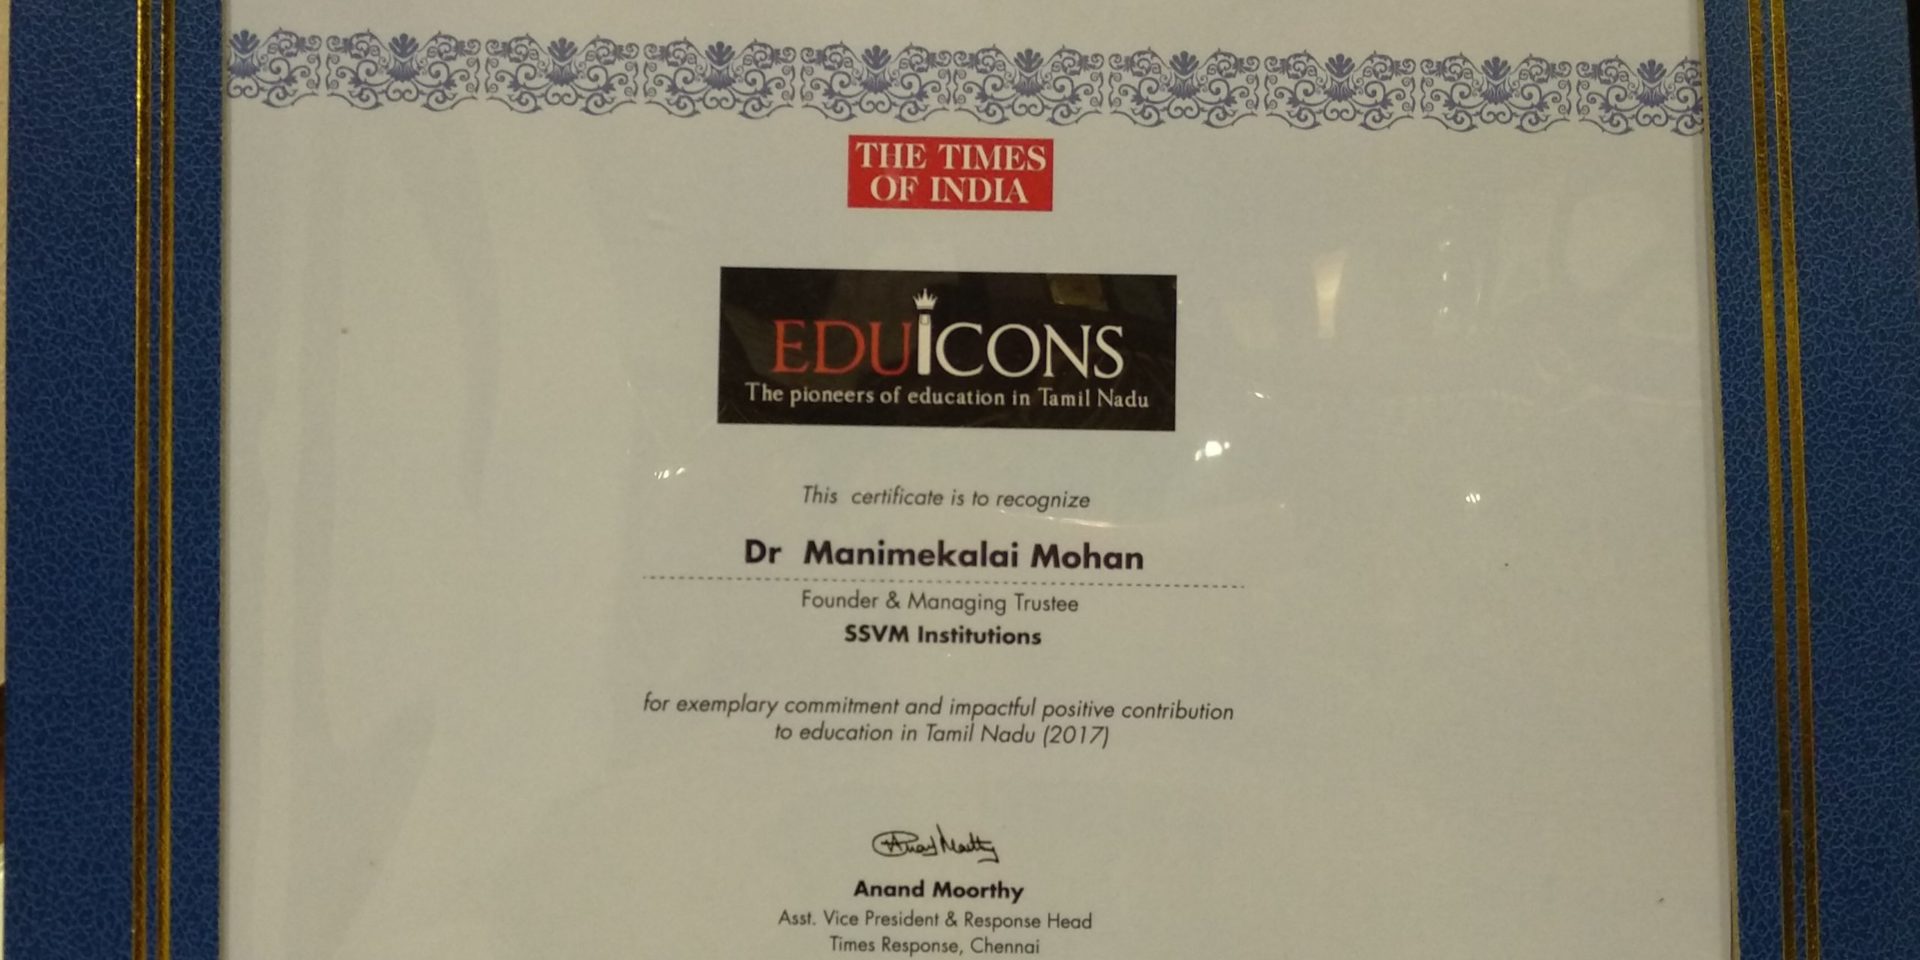 THE TIMES
OF INDIA
EDUICONS
The pioneers of education in Tamil Nadu
This certificate is to recognize
Dr Manimekalai Mohan
Founder & Managing Trustee
SSVM Institutions
for exemplary commitment and impactful positive contribution
to education in Tamil Nadu (2017)
Anand Moorthy
Asst. Vice President & Response Head
Times Response, Chennai